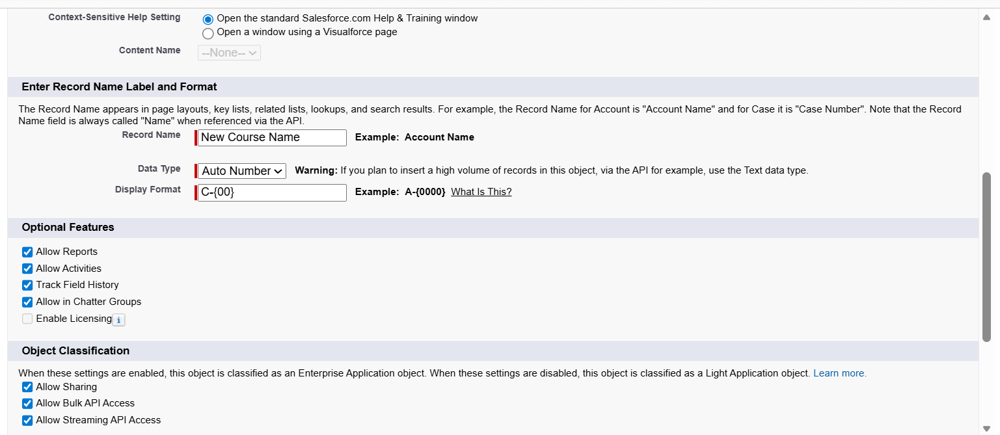 Context-Sensitive Help Setting Open the standard Salesforce.com Help & Training window
Open a window using a Visualforce page
Content Name --None--
Enter Record Name Label and Format
The Record Name appears in page layouts, key lists, related lists, lookups, and search results. For example, the Record Name for Account is "Account Name" and for Case it is "Case Number". Note that the Record
Name field is always called "Name" when referenced via the API.
Record Name New Course Name Example: Account Name
Data Type Auto Number Warning: If you plan to insert a high volume of records in this object, via the API for example, use the Text data type.
Display Format C-{00} Example: A-{0000} What Is This?
Optional Features
Allow Reports
Allow Activities
Track Field History
Allow in Chatter Groups
Enable Licensing i
Object Classification
When these settings are enabled, this object is classified as an Enterprise Application object. When these settings are disabled, this object is classified as a Light Application object. Learn more.
Allow Sharing
Allow Bulk API Access
Allow Streaming API Access